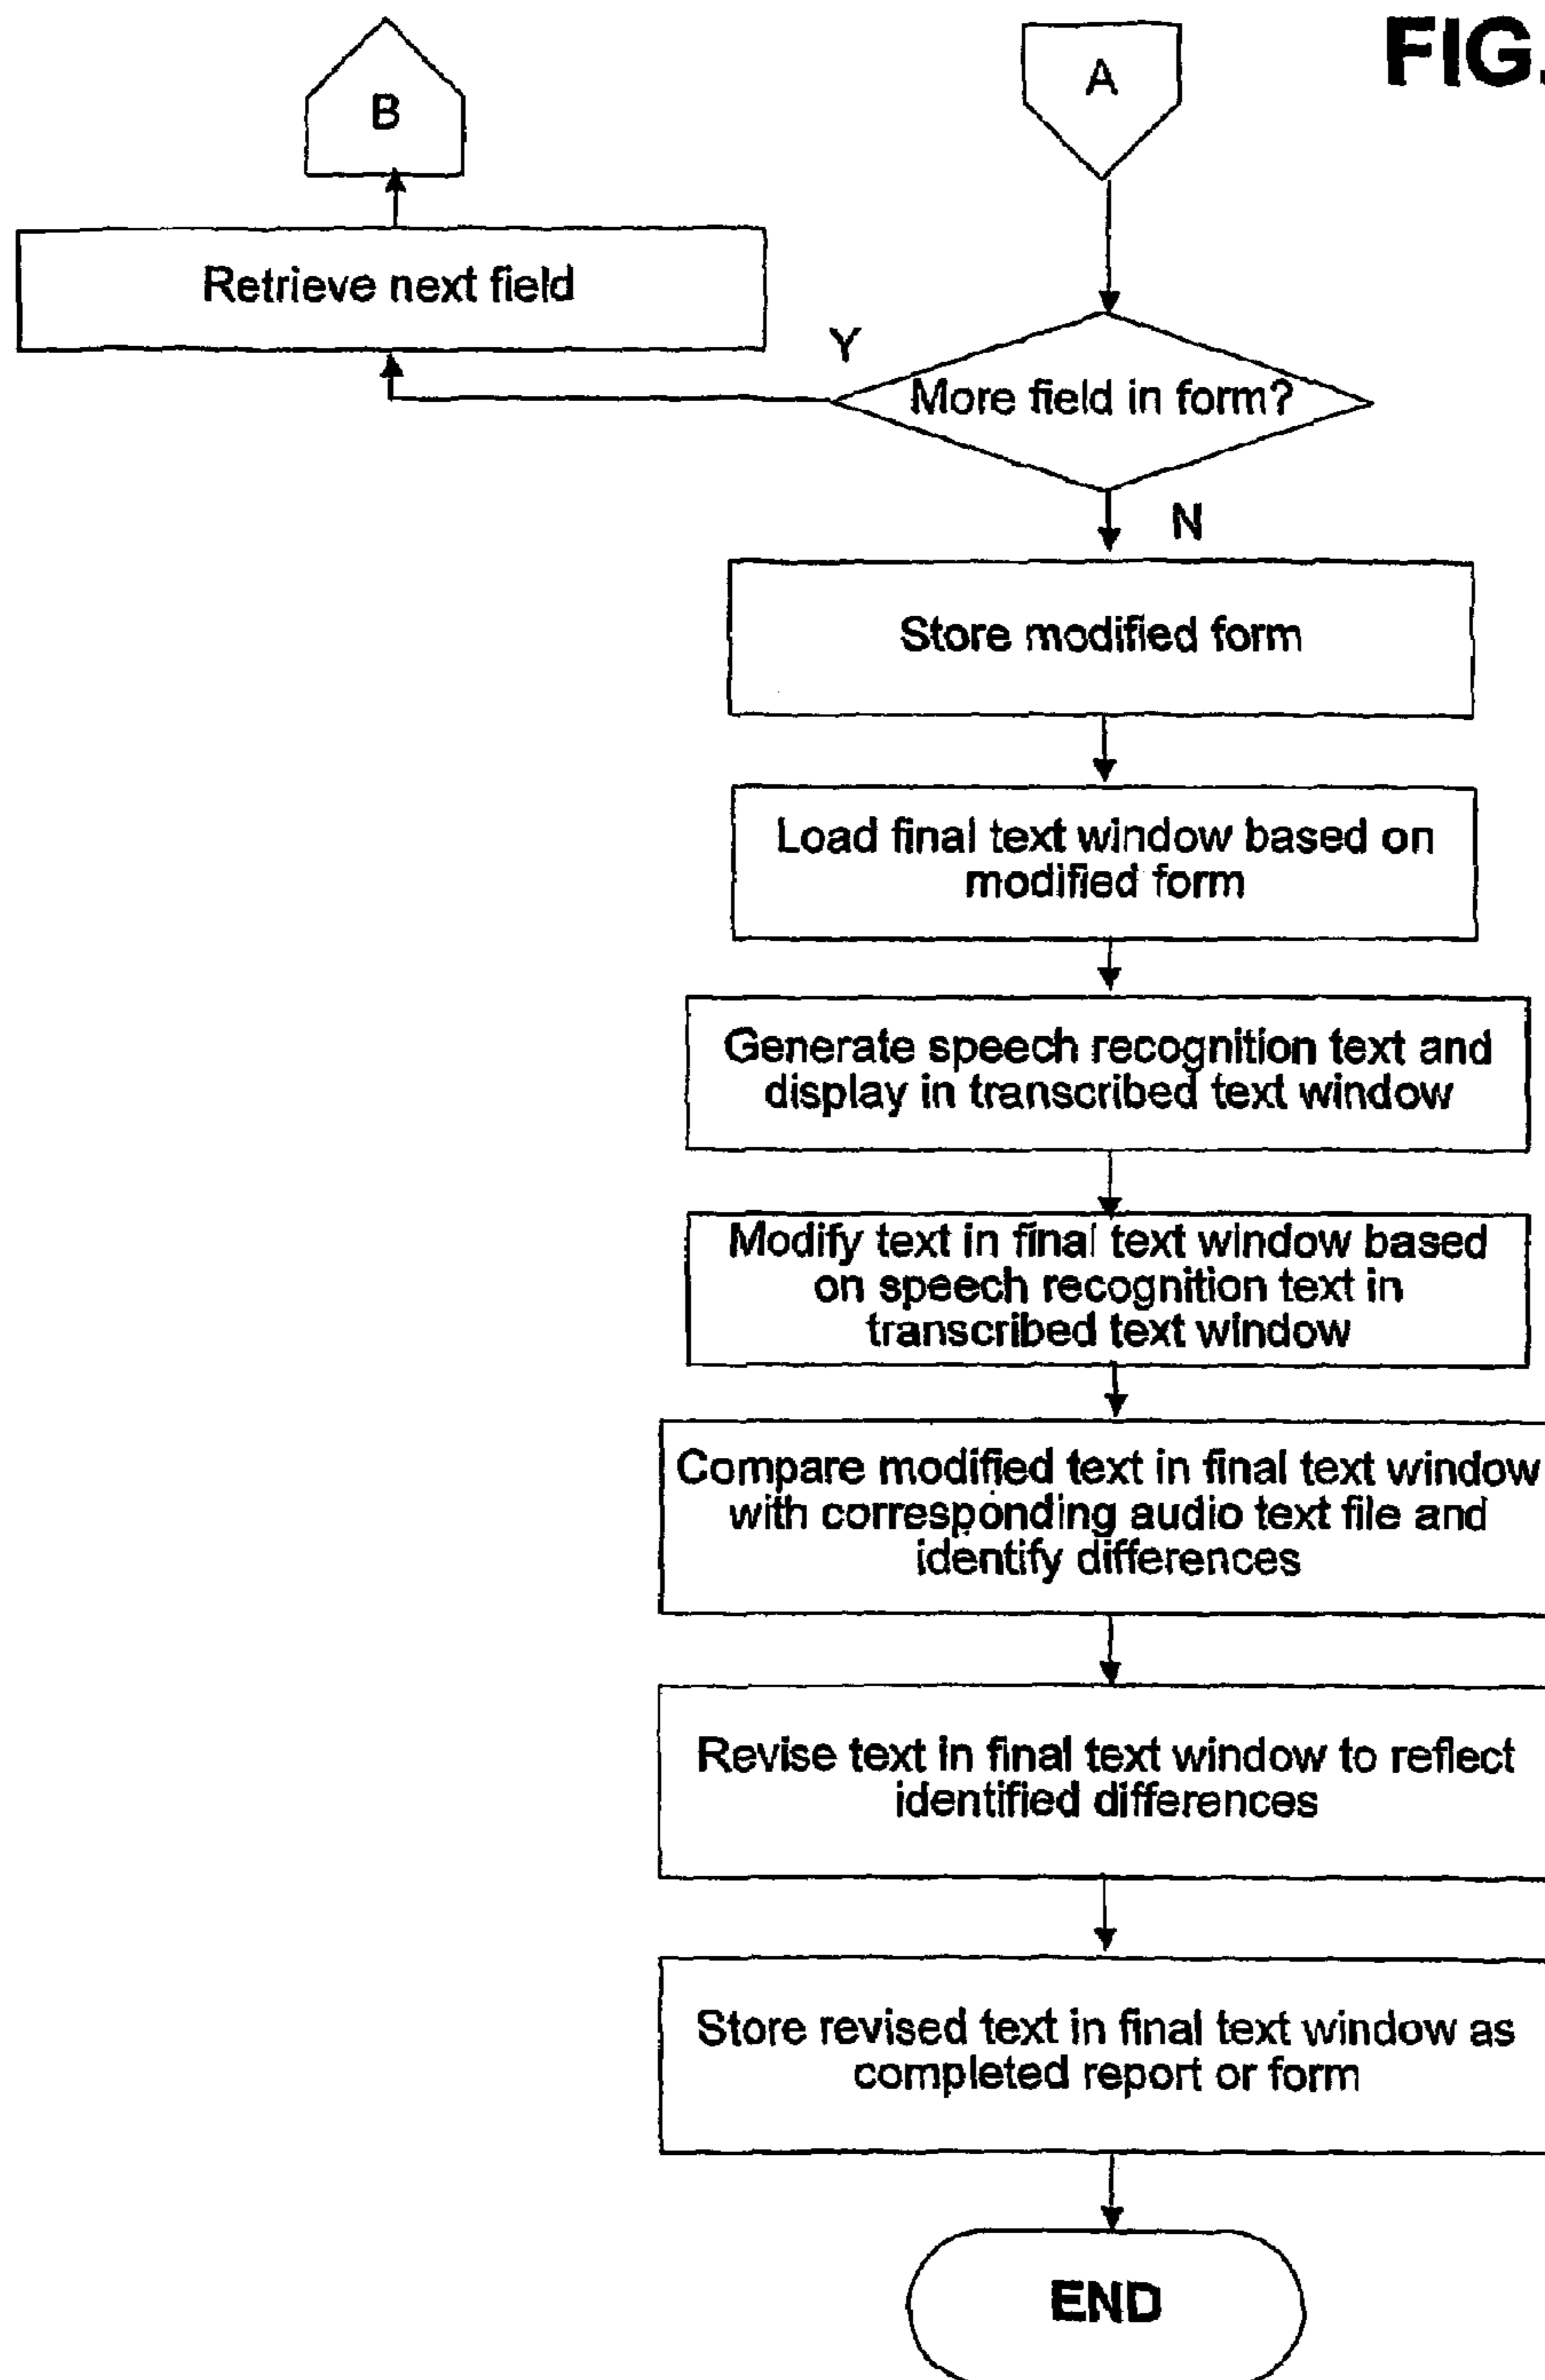 FIG.
B
A
Retrieve next field
Y
More field in form?
N
Store modified form
Load final text window based on
modified form
Generate speech recognition text and
display in transcribed text window
Modify text in final text window based
on speech recognition text in
transcribed text window
Compare modified text in final text window
with corresponding audio text file and
identify differences
Revise text in final text window to reflect
identified differences
Store revised text in final text window as
completed report or form
END